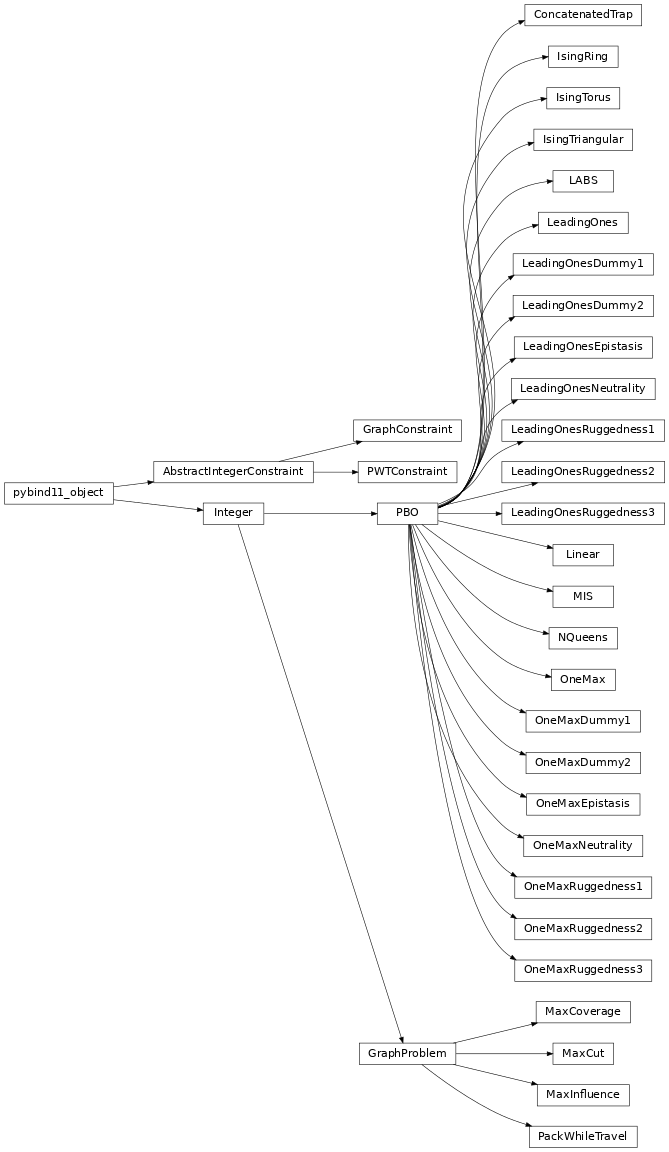 ConcatenatedTrap
IsingRing
IsingTorus
IsingTriangular
LABS
LeadingOnes
LeadingOnesDummy1
LeadingOnesDummy2
LeadingOnesEpistasis
LeadingOnesNeutrality
GraphConstraint
LeadingOnesRuggedness1
pybind11_object
AbstractIntegerConstraint
PWTConstraint
LeadingOnesRuggedness2
Integer
PBO
LeadingOnesRuggedness3
Linear
MIS
NQueens
OneMax
OneMaxDummy1
OneMaxDummy2
OneMaxEpistasis
OneMaxNeutrality
OneMaxRuggedness1
OneMaxRuggedness2
OneMaxRuggedness3
MaxCoverage
GraphProblem
MaxCut
MaxInfluence
PackWhileTravel